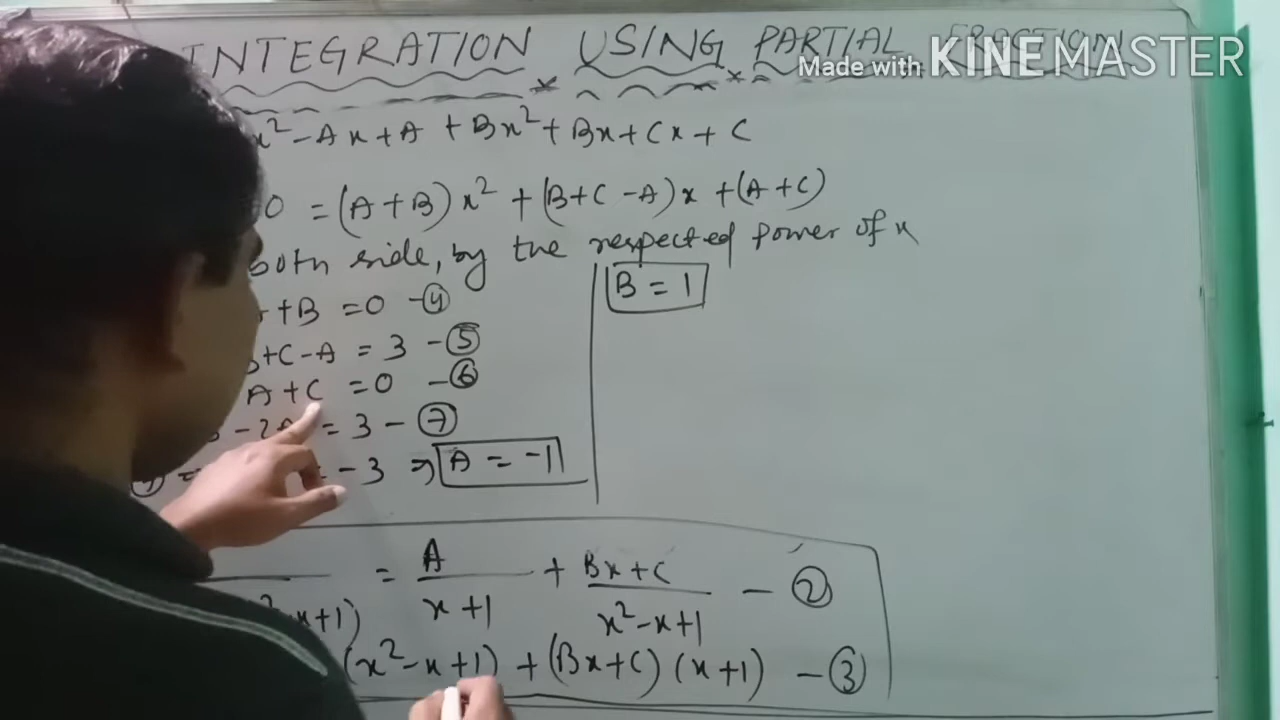 INTEGRATION USING PARTIAL FRACTION
Made with KINEMASTER
x² - Ax + A + Bx² + Bx + Cx + C
0 = (A + B) x² + (B + C - A) x + (A + C)
both side, by the respected power of x
+ B = 0 - ④
+ C - A = 3 - ⑤
A + C = 0 - ⑥
= 3 - ⑦
- 3 ⇒ A = -1
B = 1
= A/(x + 1) + (Bx + C)/(x² - x + 1) - ②
x + 1)
(x² - x + 1) + (Bx + C) (x + 1) - ③